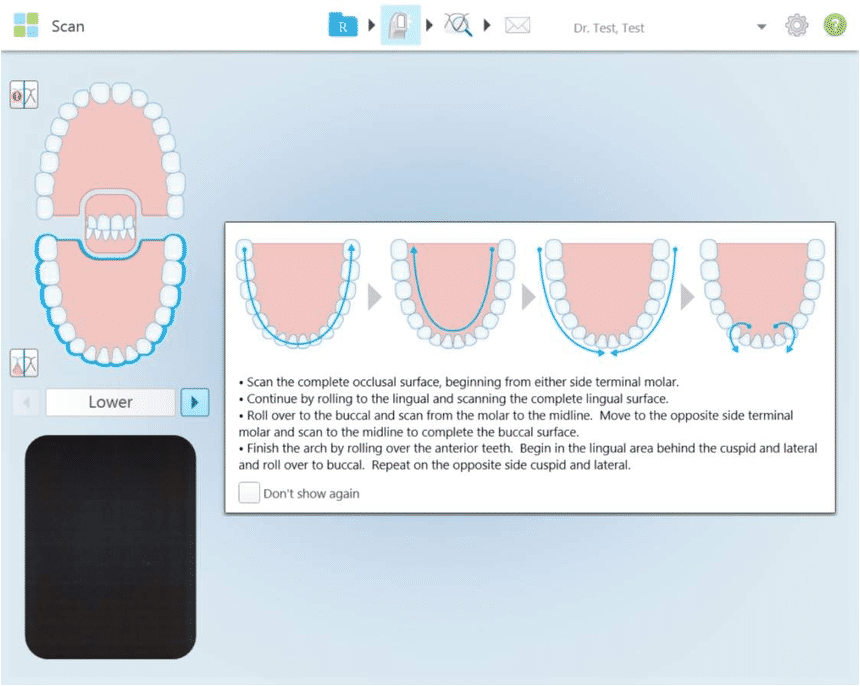 Scan
R
Dr. Test, Test
?
• Scan the complete occlusal surface, beginning from either side terminal molar.
• Continue by rolling to the lingual and scanning the complete lingual surface.
• Roll over to the buccal and scan from the molar to the midline. Move to the opposite side terminal
molar and scan to the midline to complete the buccal surface.
• Finish the arch by rolling over the anterior teeth. Begin in the lingual area behind the cuspid and lateral
and roll over to buccal. Repeat on the opposite side cuspid and lateral.
Don't show again
Lower